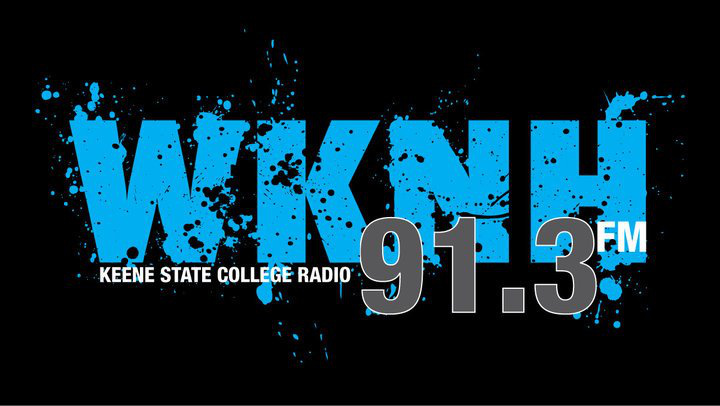 WKNH
91.3 FM
KEENE STATE COLLEGE RADIO